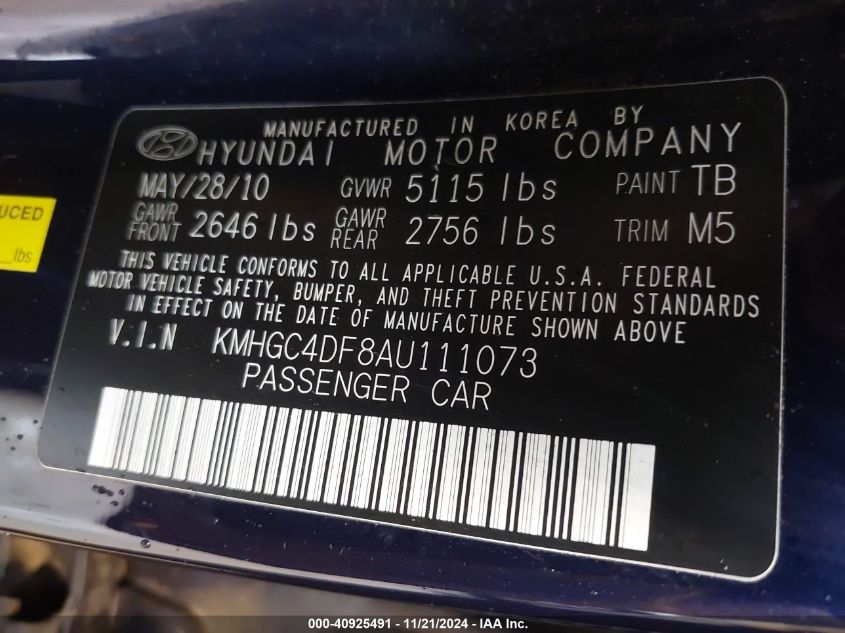 MANUFACTURED IN KOREA BY
HYUNDAI MOTOR COMPANY
MAY/28/10 GVWR 5115 lbs PAINT TB
GAWR FRONT 2646 lbs GAWR REAR 2756 lbs TRIM M5
THIS VEHICLE CONFORMS TO ALL APPLICABLE U.S.A. FEDERAL
MOTOR VEHICLE SAFETY, BUMPER, AND THEFT PREVENTION STANDARDS
IN EFFECT ON THE DATE OF MANUFACTURE SHOWN ABOVE
V.I.N KMHGC4DF8AU111073
PASSENGER CAR
UCED
lbs
000-40925491 - 11/21/2024 - IAA Inc.